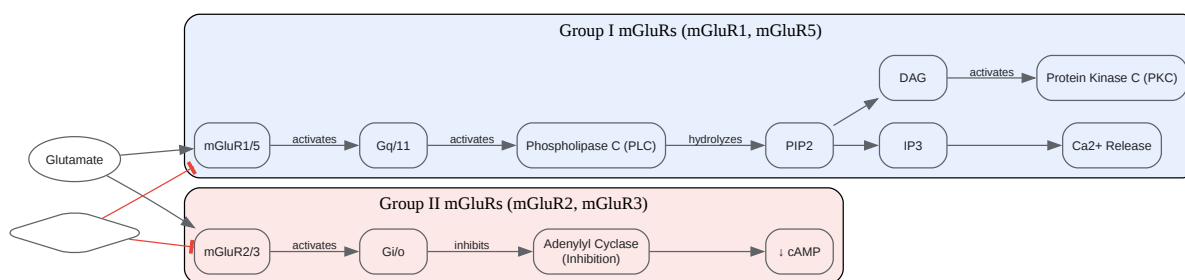 Group I mGluRs (mGluR1, mGluR5)
DAG
activates
Protein Kinase C (PKC)
Glutamate
mGluR1/5
activates
Gq/11
activates
Phospholipase C (PLC)
hydrolyzes
PIP2
IP3
Ca2+ Release
Group II mGluRs (mGluR2, mGluR3)
mGluR2/3
activates
Gi/o
inhibits
Adenylyl Cyclase
(Inhibition)
↓ cAMP